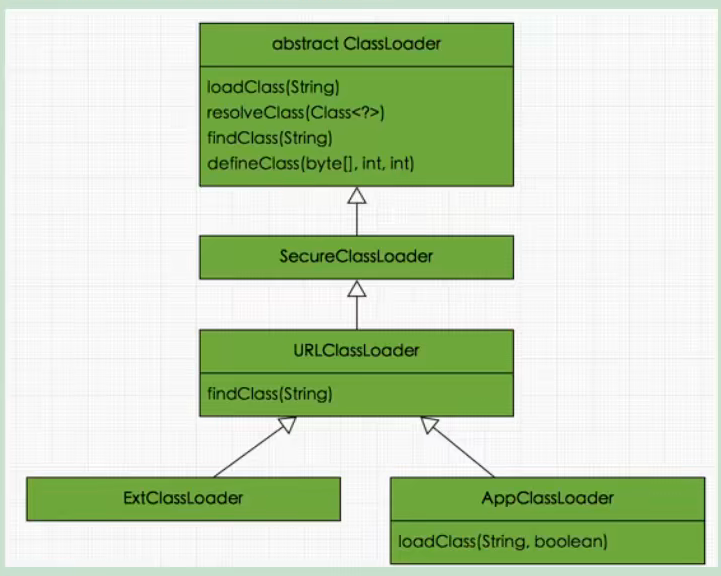 abstract ClassLoader
loadClass(String)
resolveClass(Class<?>)
findClass(String)
defineClass(byte[], int, int)
SecureClassLoader
URLClassLoader
findClass(String)
ExtClassLoader
AppClassLoader
loadClass(String, boolean)